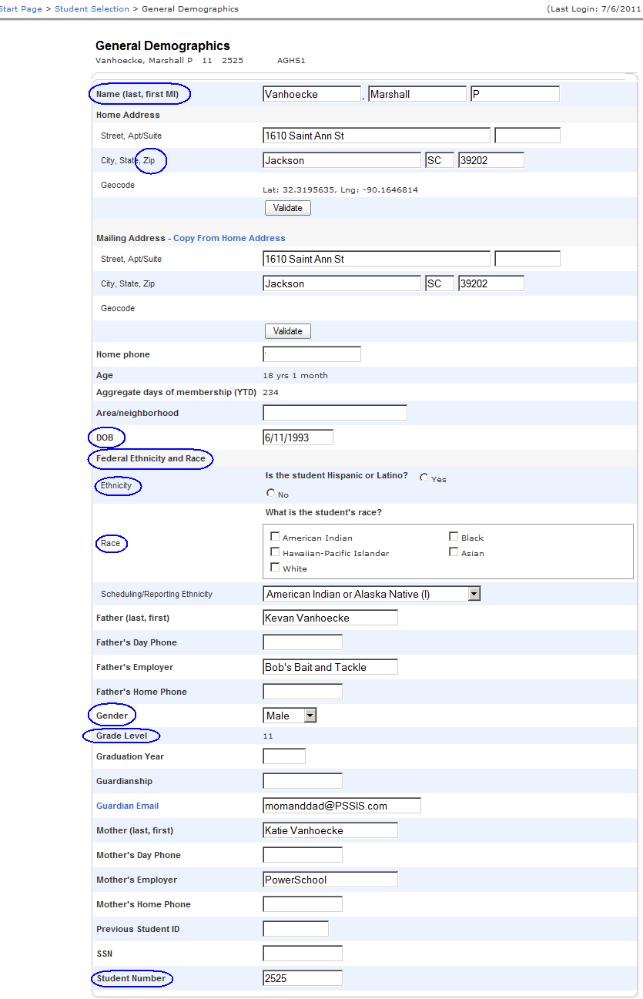 Start Page > Student Selection > General Demographics (Last Login: 7/6/2011
General Demographics
Vanhoecke, Marshall P 11 2525 AGHS1
Name (last, first MI) Vanhoecke , Marshall P
Home Address
Street, Apt/Suite 1610 Saint Ann St
City, State, Zip Jackson SC 39202
Geocode Lat: 32.3195635, Lng: -90.1646814
Validate
Mailing Address - Copy From Home Address
Street, Apt/Suite 1610 Saint Ann St
City, State, Zip Jackson SC 39202
Geocode
Validate
Home phone
Age 18 yrs 1 month
Aggregate days of membership (YTD) 234
Area/neighborhood
DOB 6/11/1993
Federal Ethnicity and Race
Ethnicity Is the student Hispanic or Latino? Yes
No
What is the student's race?
Race
American Indian Black
Hawaiian-Pacific Islander Asian
White
Scheduling/Reporting Ethnicity American Indian or Alaska Native (I)
Father (last, first) Kevan Vanhoecke
Father's Day Phone
Father's Employer Bob's Bait and Tackle
Father's Home Phone
Gender Male
Grade Level 11
Graduation Year
Guardianship
Guardian Email momanddad@PSSIS.com
Mother (last, first) Katie Vanhoecke
Mother's Day Phone
Mother's Employer PowerSchool
Mother's Home Phone
Previous Student ID
SSN
Student Number 2525